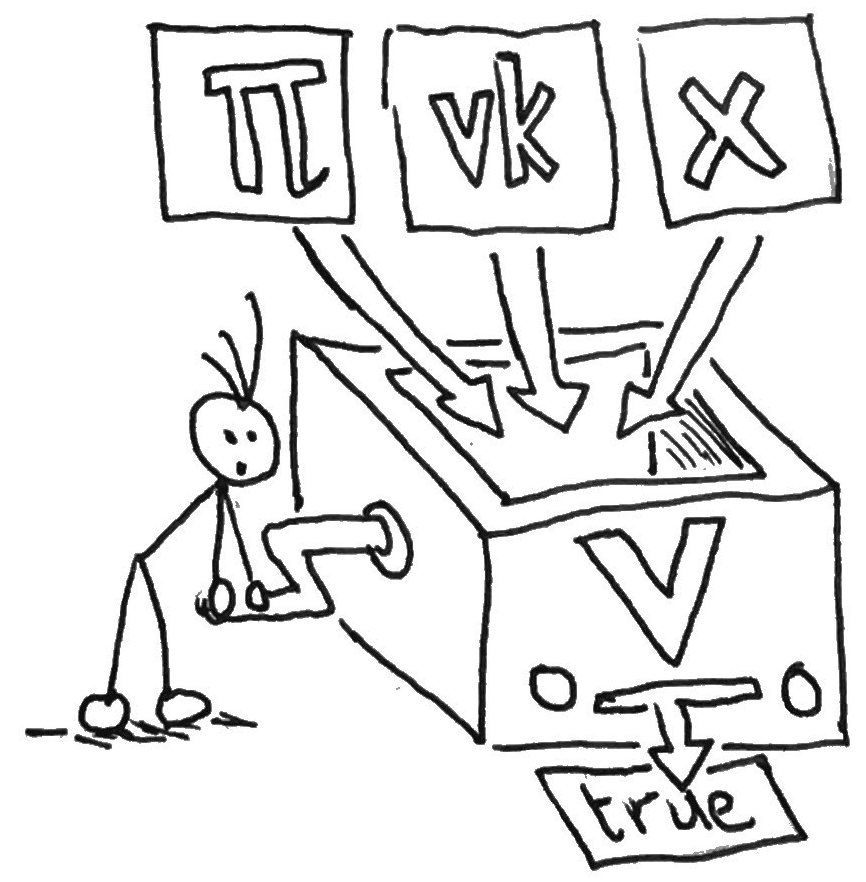 π vk x
V
true